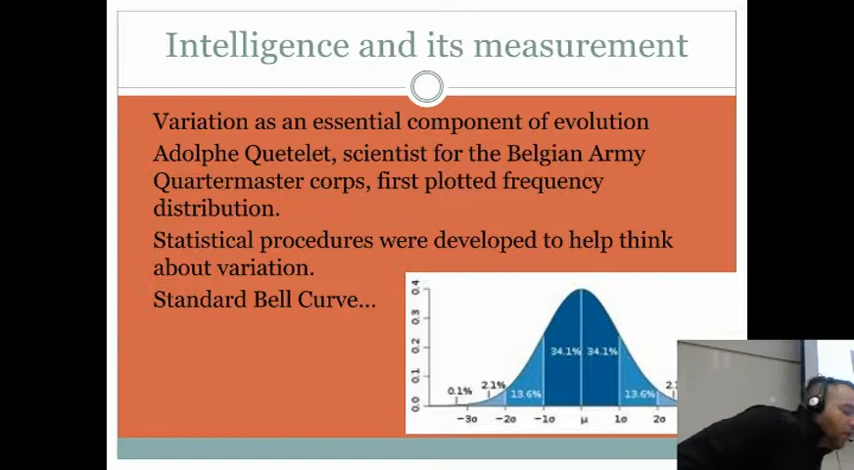 Intelligence and its measurement
Variation as an essential component of evolution
Adolphe Quetelet, scientist for the Belgian Army
Quartermaster corps, first plotted frequency
distribution.
Statistical procedures were developed to help think
about variation.
Standard Bell Curve...
0.4
0.3
0.2
0.1
0.0
34.1% 34.1%
0.1% 2.1% 13.6% 13.6%
−3σ −2σ −1σ μ 1σ 2σ